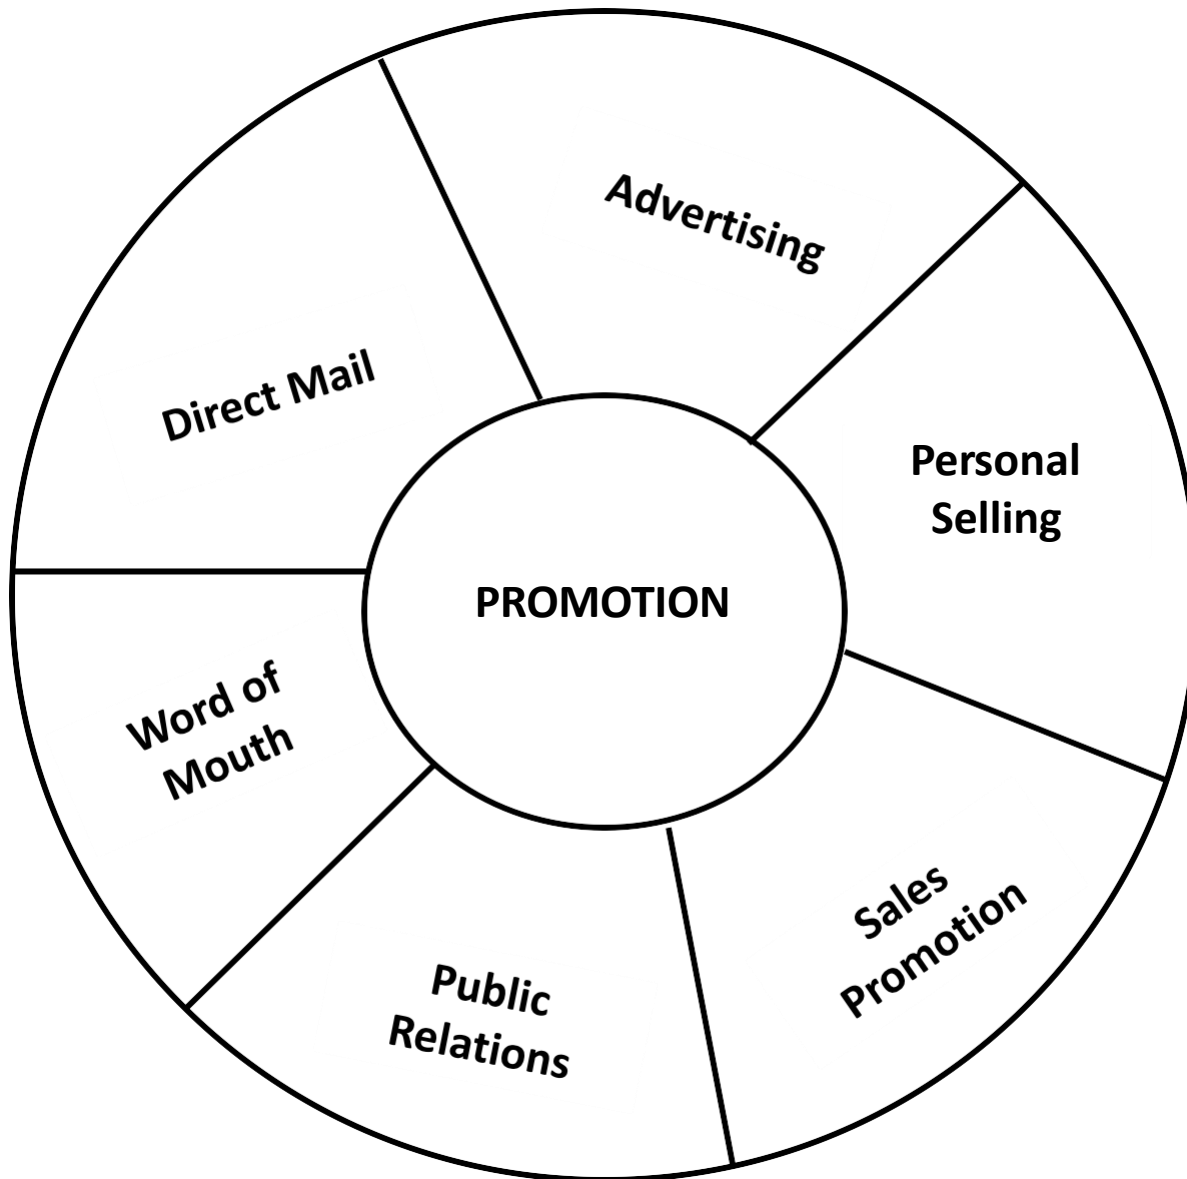 Advertising
Personal
Selling
Sales
Promotion
Public
Relations
Word of
Mouth
Direct Mail
PROMOTION